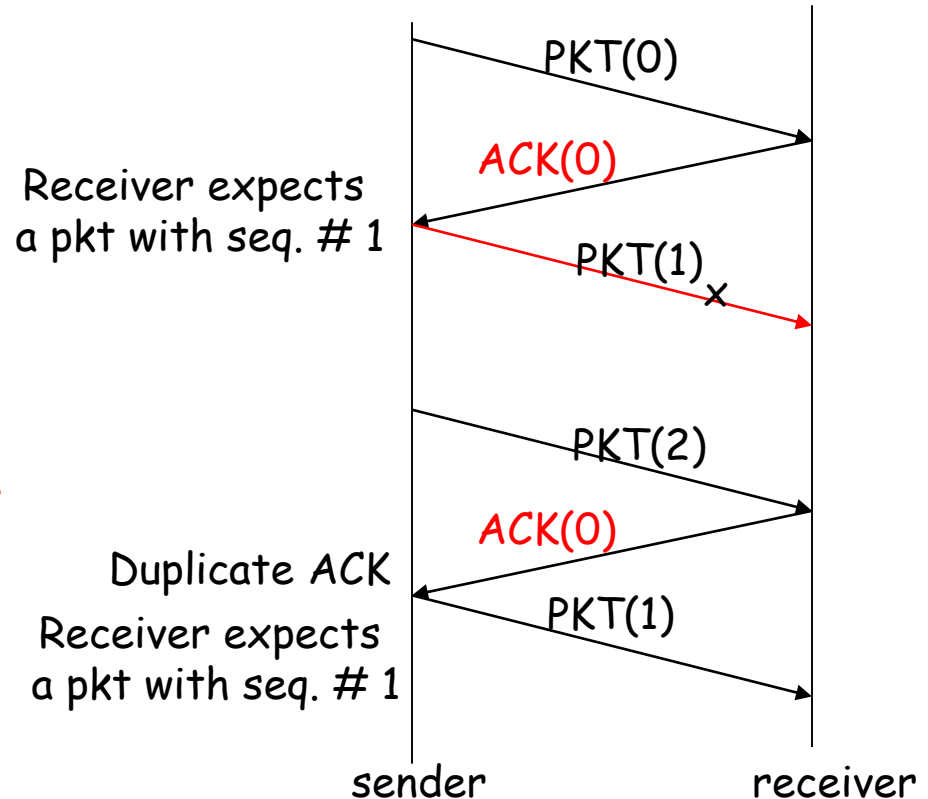 PKT(0)
ACK(0)
Receiver expects
a pkt with seq. # 1
PKT(1)
x
PKT(2)
ACK(0)
Duplicate ACK
PKT(1)
Receiver expects
a pkt with seq. # 1
sender
receiver